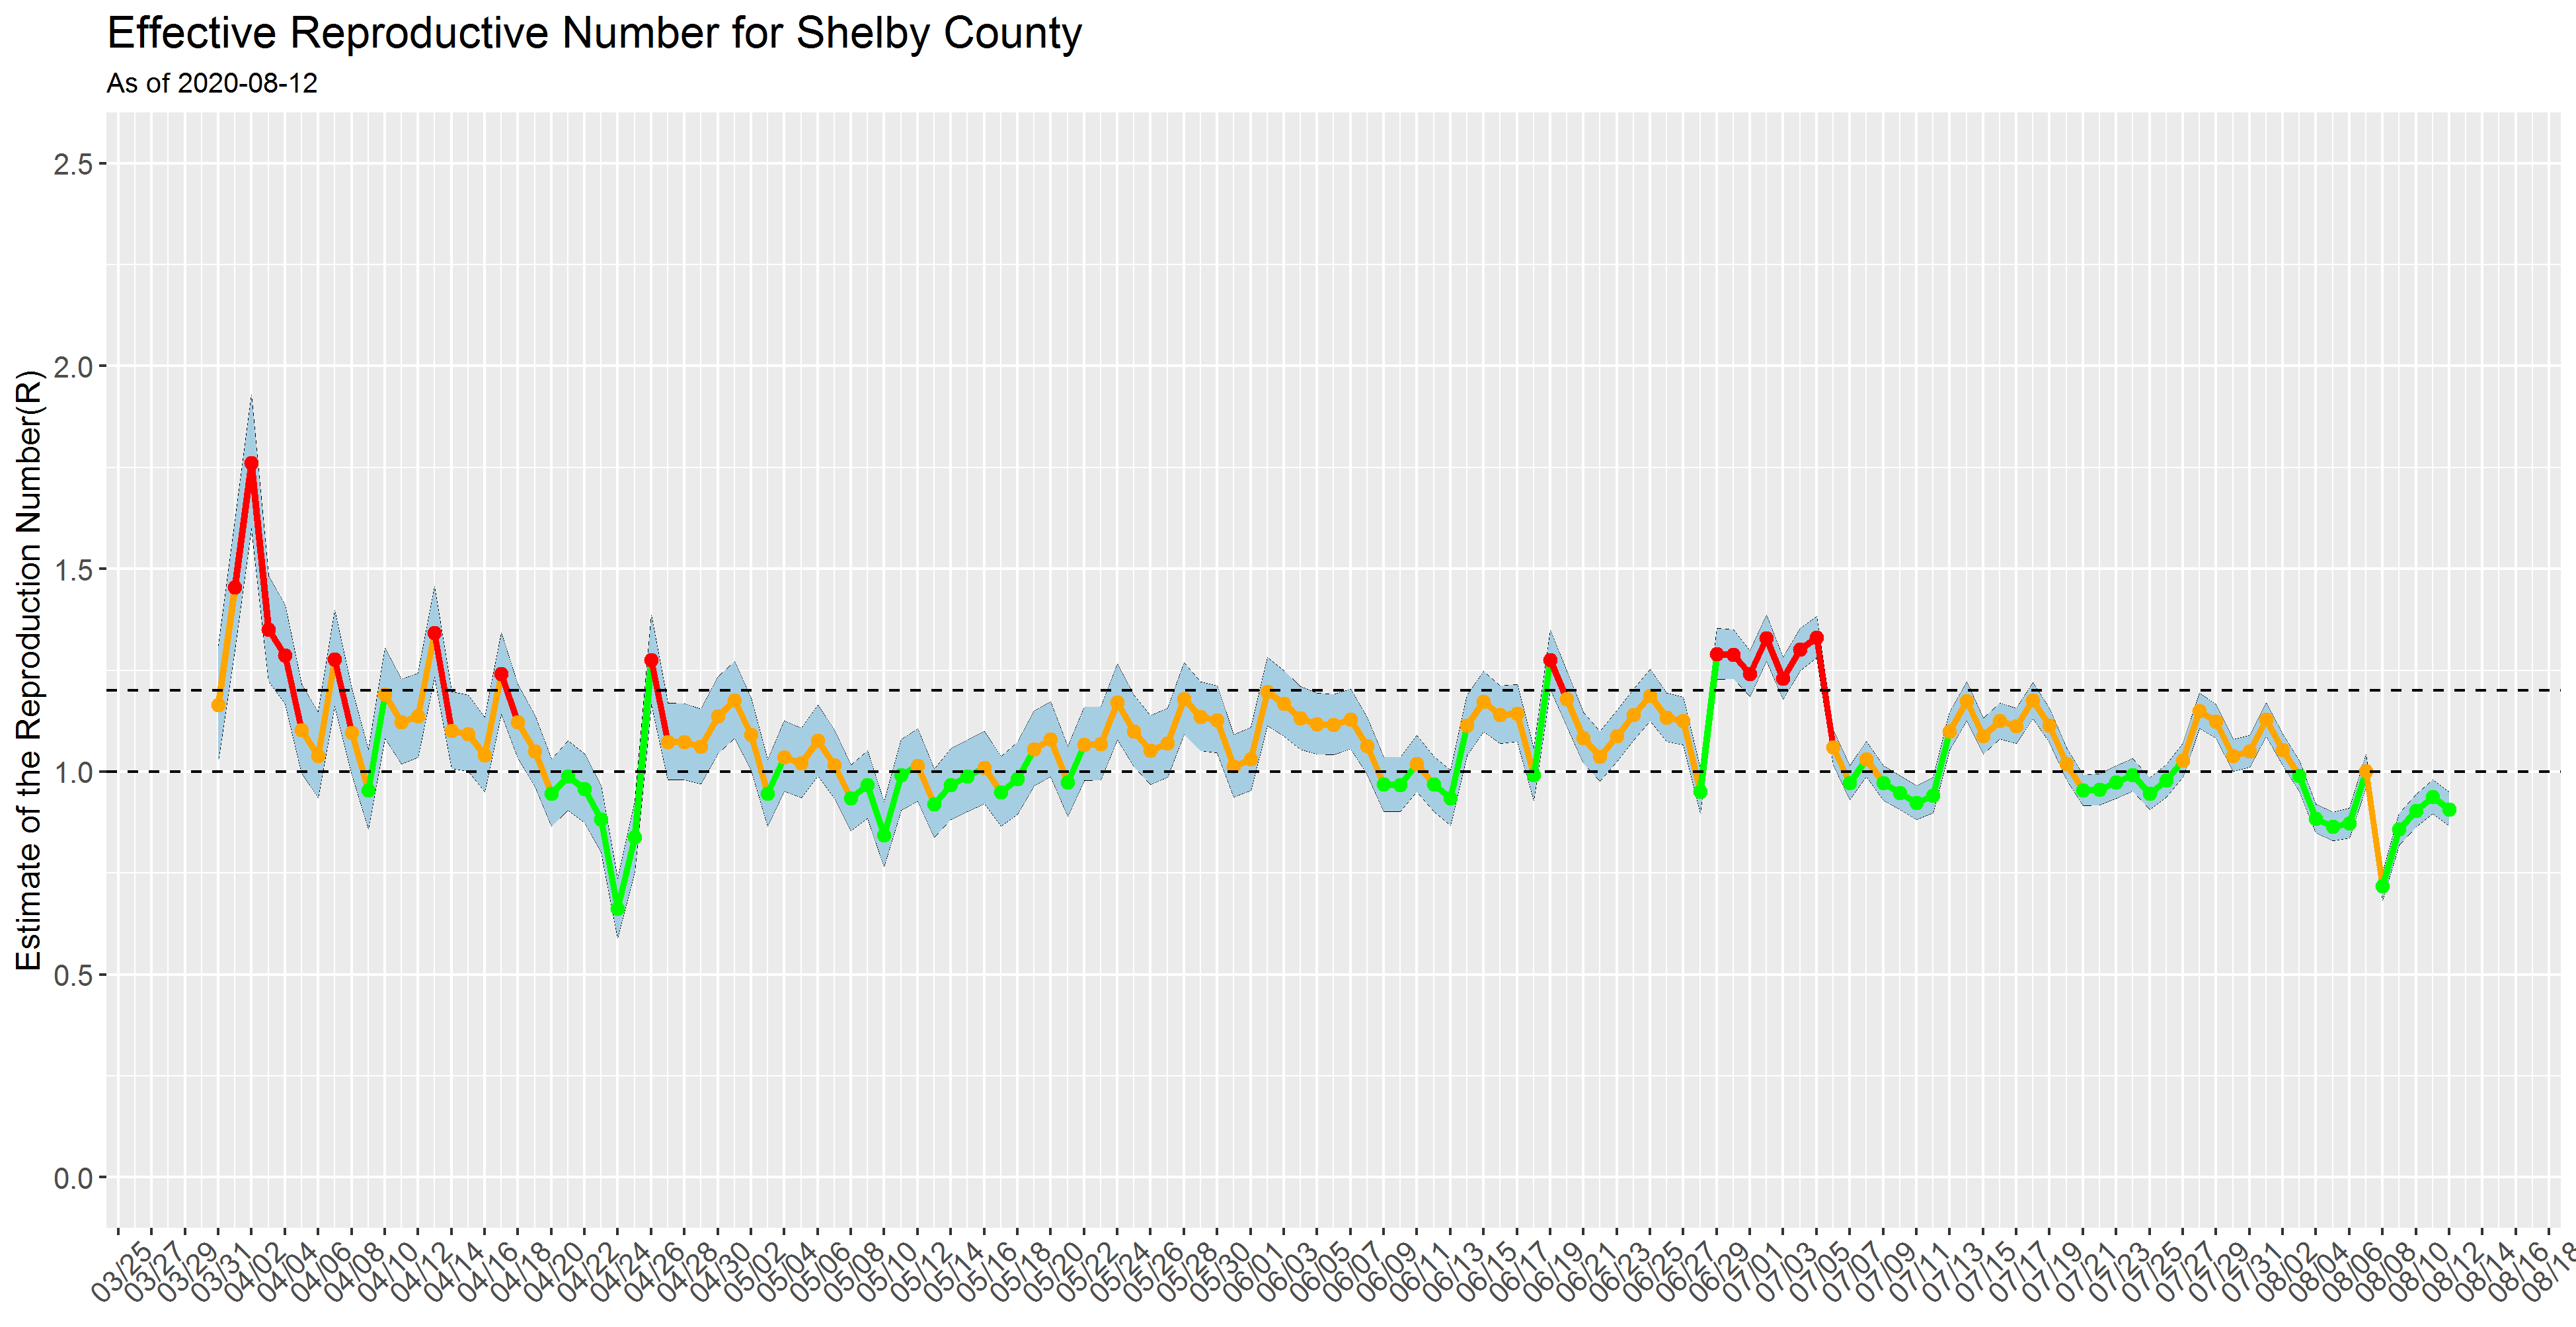 Effective Reproductive Number for Shelby County
As of 2020-08-12
Estimate of the Reproduction Number(R)
2.5
2.0
1.5
1.0
0.5
0.0
03/25 03/27 03/29 03/31 04/02 04/04 04/06 04/08 04/10 04/12 04/14 04/16 04/18 04/20 04/22 04/24 04/26 04/28 04/30 05/02 05/04 05/06 05/08 05/10 05/12 05/14 05/16 05/18 05/20 05/22 05/24 05/26 05/28 05/30 06/01 06/03 06/05 06/07 06/09 06/11 06/13 06/15 06/17 06/19 06/21 06/23 06/25 06/27 06/29 07/01 07/03 07/05 07/07 07/09 07/11 07/13 07/15 07/17 07/19 07/21 07/23 07/25 07/27 07/29 07/31 08/02 08/04 08/06 08/08 08/10 08/12 08/14 08/16 08/18